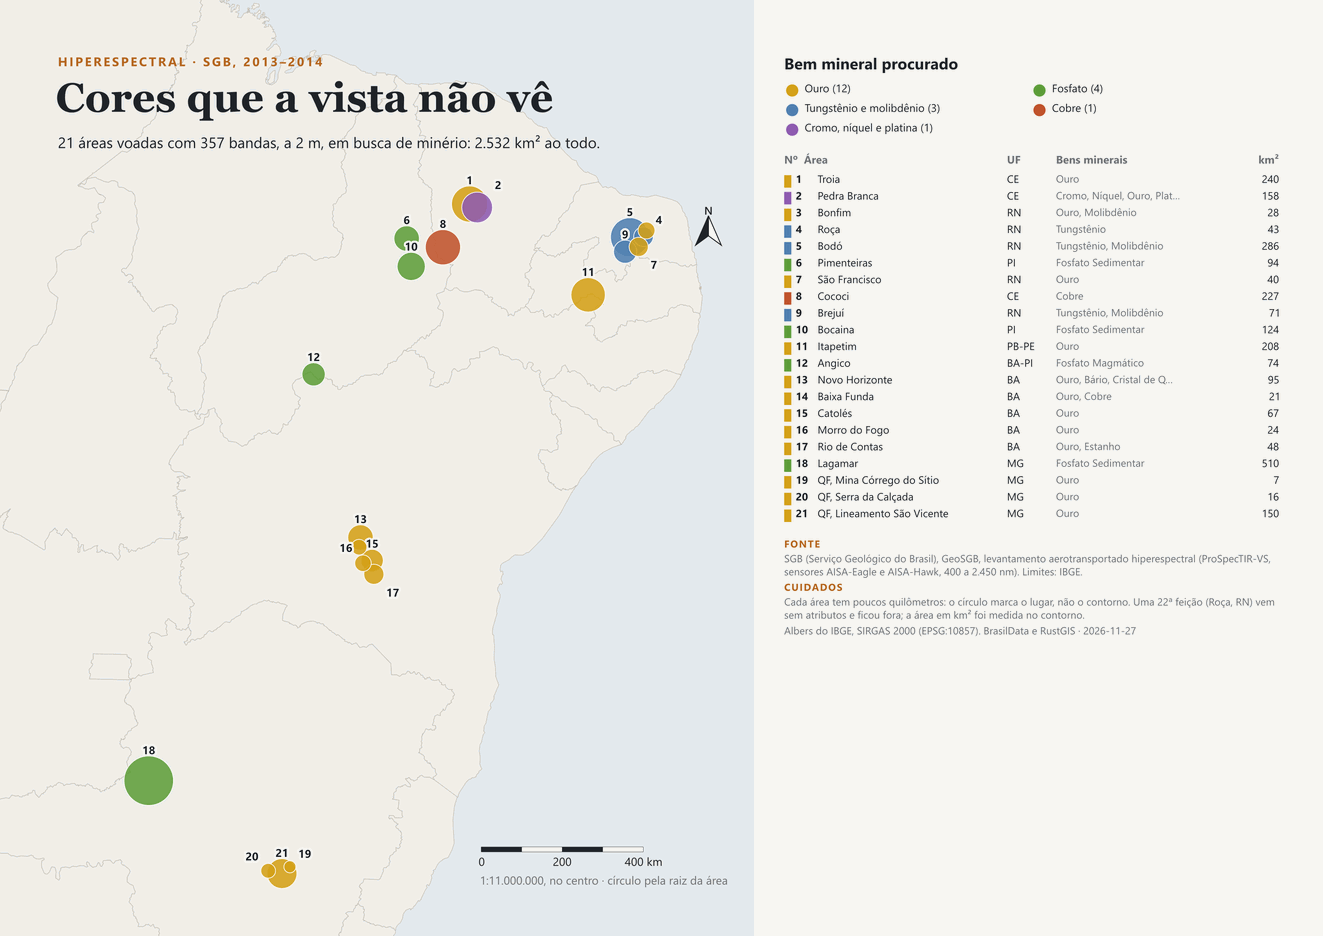 HIPERESPECTRAL · SGB, 2013–2014
Cores que a vista não vê
21 áreas voadas com 357 bandas, a 2 m, em busca de minério: 2.532 km² ao todo.
1
2
5
4
6
8
9
10
7
11
N
12
13
16
15
17
18
20
21
19
0 200 400 km
1:11.000.000, no centro · círculo pela raiz da área
Bem mineral procurado
Ouro (12)
Fosfato (4)
Tungstênio e molibdênio (3)
Cobre (1)
Cromo, níquel e platina (1)
Nº Área UF Bens minerais km²
1 Troia CE Ouro 240
2 Pedra Branca CE Cromo, Níquel, Ouro, Plat... 158
3 Bonfim RN Ouro, Molibdênio 28
4 Roça RN Tungstênio 43
5 Bodó RN Tungstênio, Molibdênio 286
6 Pimenteiras PI Fosfato Sedimentar 94
7 São Francisco RN Ouro 40
8 Cococi CE Cobre 227
9 Brejuí RN Tungstênio, Molibdênio 71
10 Bocaina PI Fosfato Sedimentar 124
11 Itapetim PB-PE Ouro 208
12 Angico BA-PI Fosfato Magmático 74
13 Novo Horizonte BA Ouro, Bário, Cristal de Q... 95
14 Baixa Funda BA Ouro, Cobre 21
15 Catolés BA Ouro 67
16 Morro do Fogo BA Ouro 24
17 Rio de Contas BA Ouro, Estanho 48
18 Lagamar MG Fosfato Sedimentar 510
19 QF, Mina Córrego do Sítio MG Ouro 7
20 QF, Serra da Calçada MG Ouro 16
21 QF, Lineamento São Vicente MG Ouro 150
FONTE
SGB (Serviço Geológico do Brasil), GeoSGB, levantamento aerotransportado hiperespectral (ProSpecTIR-VS,
sensores AISA-Eagle e AISA-Hawk, 400 a 2.450 nm). Limites: IBGE.
CUIDADOS
Cada área tem poucos quilômetros: o círculo marca o lugar, não o contorno. Uma 22ª feição (Roça, RN) vem
sem atributos e ficou fora; a área em km² foi medida no contorno.
Albers do IBGE, SIRGAS 2000 (EPSG:10857). BrasilData e RustGIS · 2026-11-27